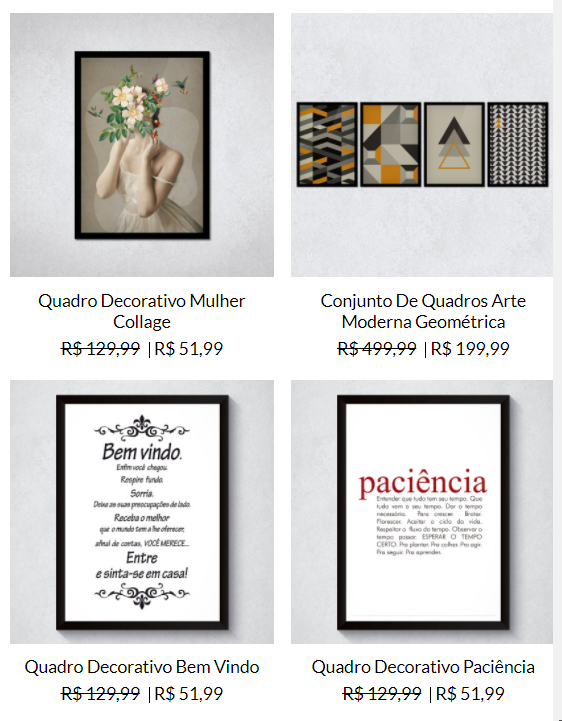 Quadro Decorativo Mulher
Collage
R$ 129,99 | R$ 51,99
Conjunto De Quadros Arte
Moderna Geométrica
R$ 499,99 | R$ 199,99
Bem vindo.
Enfim você chegou.
Respire fundo.
Sorria.
Deixe as suas preocupações de lado.
Receba o melhor
que o mundo tem a lhe oferecer,
afinal de contas, VOCÊ MERECE...
Entre
e sinta-se em casa!
paciência
Entender que tudo tem seu tempo. Que
tudo vem a seu tempo. Dar o tempo
necessário. Para crescer. Brotar.
Florescer. Aceitar o ciclo da vida.
Respeitar o fluxo do tempo. Observar o
tempo passar. ESPERAR O TEMPO
CERTO. Pra plantar. Pra colher. Pra agir.
Pra seguir. Pra aprender.
Quadro Decorativo Bem Vindo
R$ 129,99 | R$ 51,99
Quadro Decorativo Paciência
R$ 129,99 | R$ 51,99